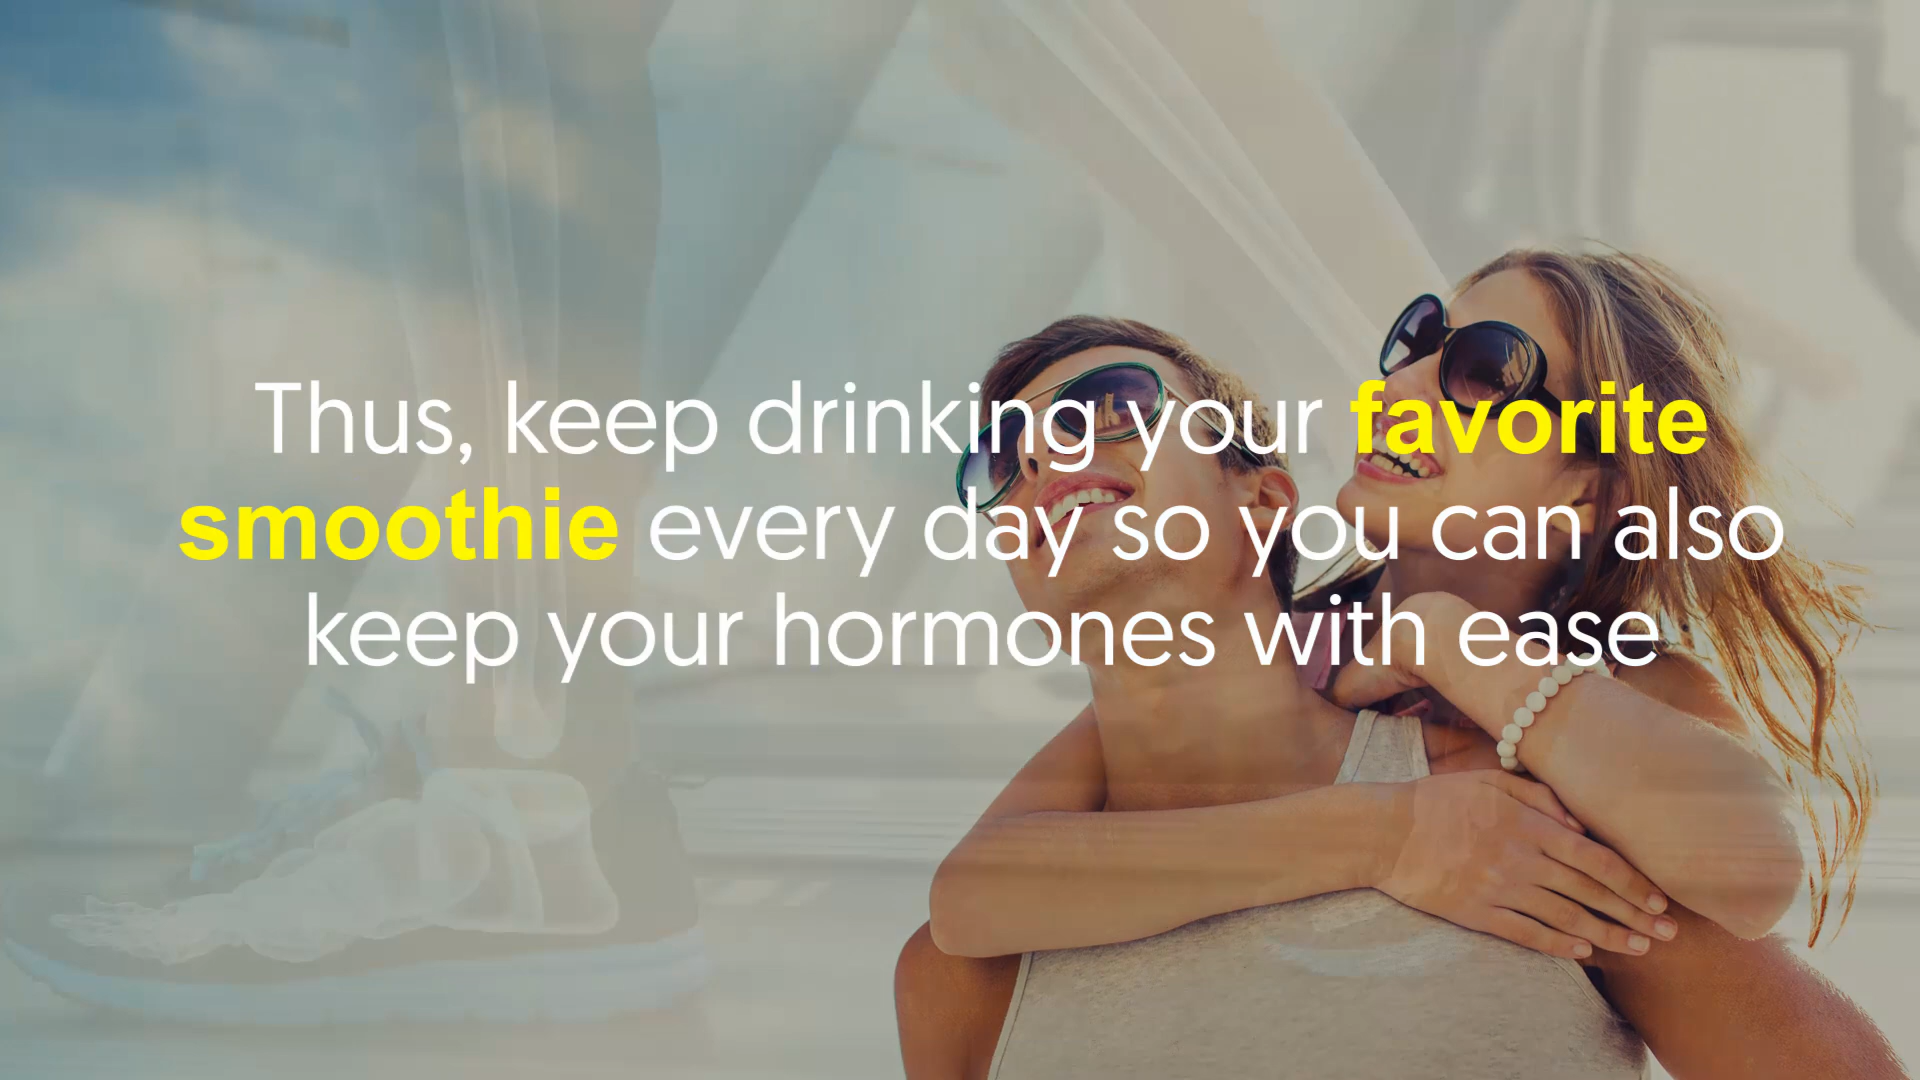 Thus, keep drinking your favorite
smoothie every day so you can also
keep your hormones with ease